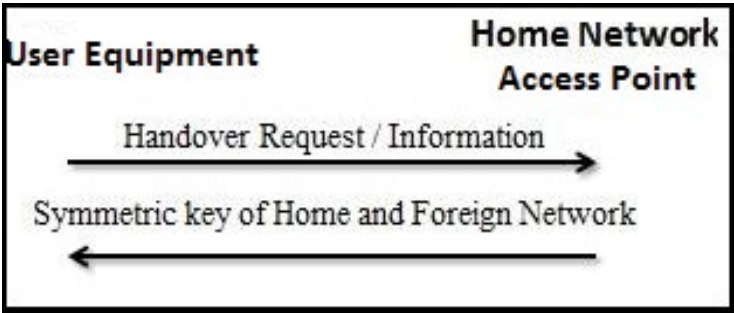 User Equipment
Home Network
Access Point
Handover Request / Information
Symmetric key of Home and Foreign Network